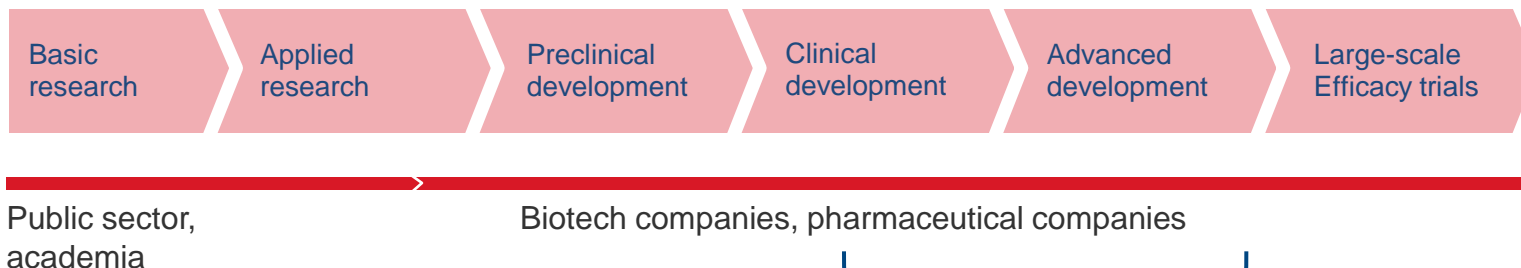 Basic
research
Applied
research
Preclinical
development
Clinical
development
Advanced
development
Large-scale
Efficacy trials
Public sector,
academia
Biotech companies, pharmaceutical companies